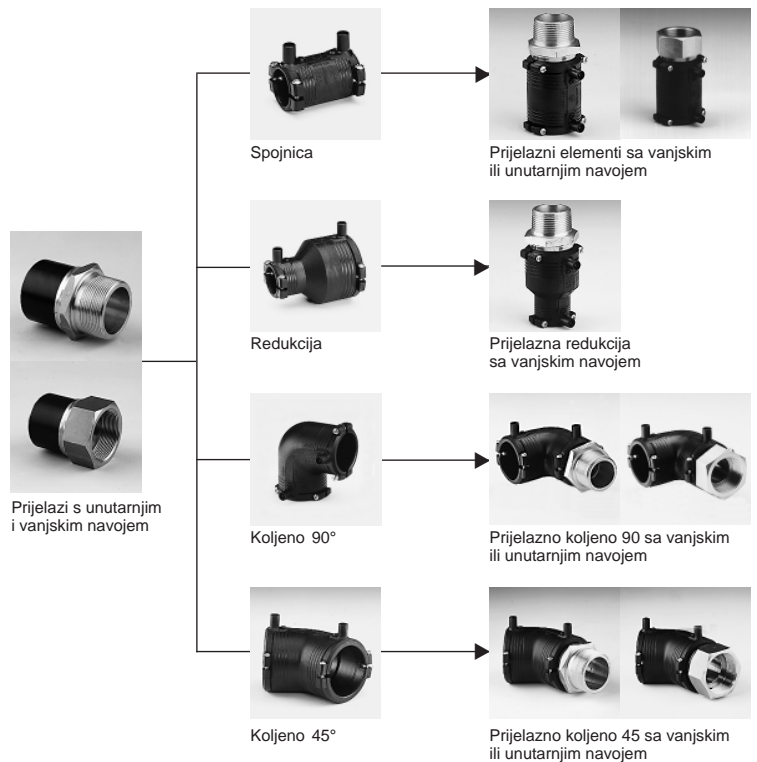 Spojnica
Prijelazni elementi sa vanjskim
ili unutarnjim navojem
Redukcija
Prijelazna redukcija
sa vanjskim navojem
Prijelazi s unutarnjim
i vanjskim navojem
Koljeno 90°
Prijelazno koljeno 90 sa vanjskim
ili unutarnjim navojem
Koljeno 45°
Prijelazno koljeno 45 sa vanjskim
ili unutarnjim navojem